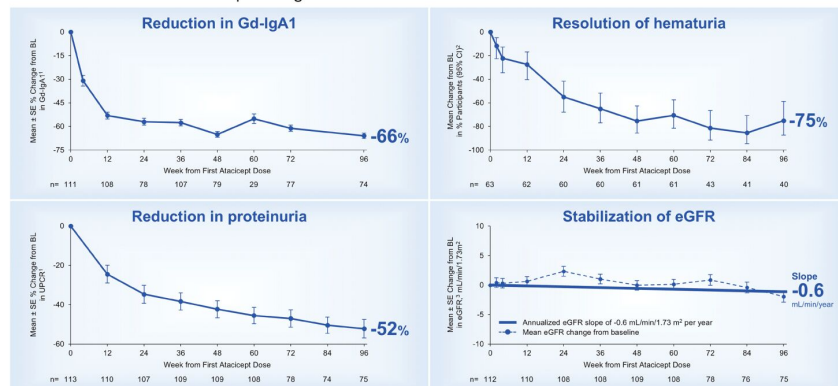 Reduction in Gd-IgA1
Mean ± SE % Change from BL
in Gd-IgA1¹
0
-15
-30
-45
-60
-75
-66%
0 12 24 36 48 60 72 96
Week from First Atacicept Dose
n= 111 108 78 107 79 29 77 74
Resolution of hematuria
Mean Change from BL
in % Participants (95% CI)²
0
-20
-40
-60
-80
-100
-75%
0 12 24 36 48 60 72 84 96
Week from First Atacicept Dose
n= 63 62 60 60 61 61 43 41 40
Reduction in proteinuria
Mean ± SE % Change from BL
in UPCR¹
0
-20
-40
-60
-52%
0 12 24 36 48 60 72 84 96
Week from First Atacicept Dose
n= 113 110 107 109 109 108 78 74 75
Stabilization of eGFR
Mean ± SE Change from BL
in eGFR,³ mL/min/1.73m²
10
5
0
-5
-10
Slope
-0.6
mL/min/year
Annualized eGFR slope of -0.6 mL/min/1.73 m² per year
Mean eGFR change from baseline
0 12 24 36 48 60 72 84 96
Week from First Atacicept Dose
n= 112 110 108 108 109 108 78 76 75